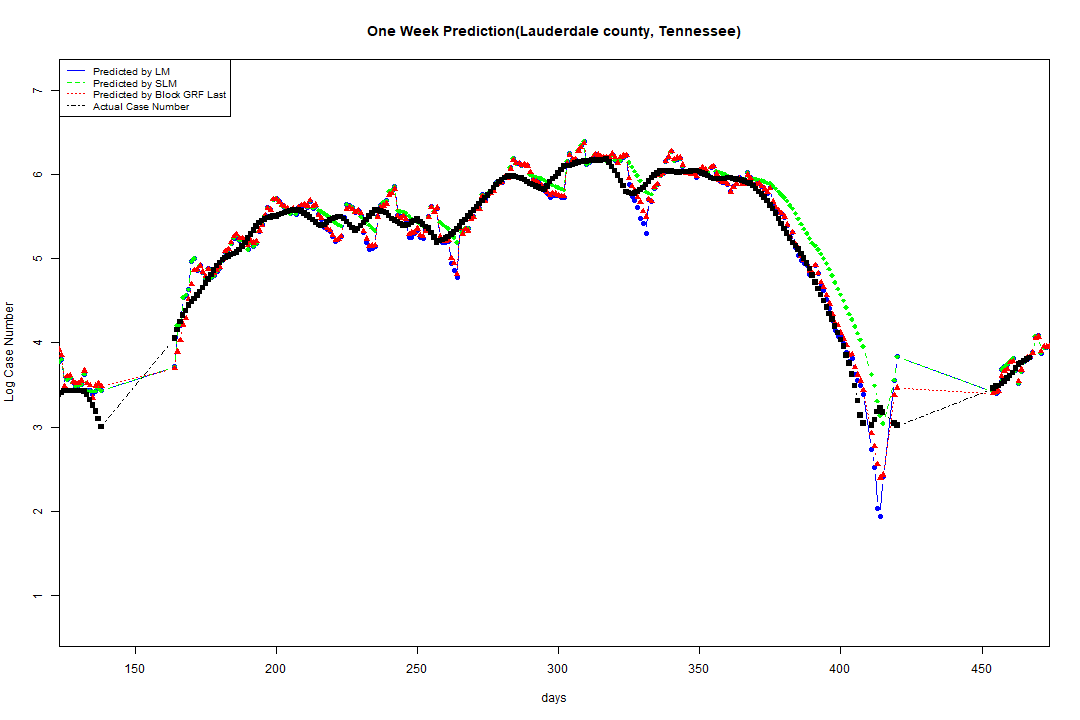 One Week Prediction(Lauderdale county, Tennessee)
Predicted by LM
Predicted by SLM
Predicted by Block GRF Last
Actual Case Number
7
6
5
4
3
2
1
Log Case Number
150 200 250 300 350 400 450
days